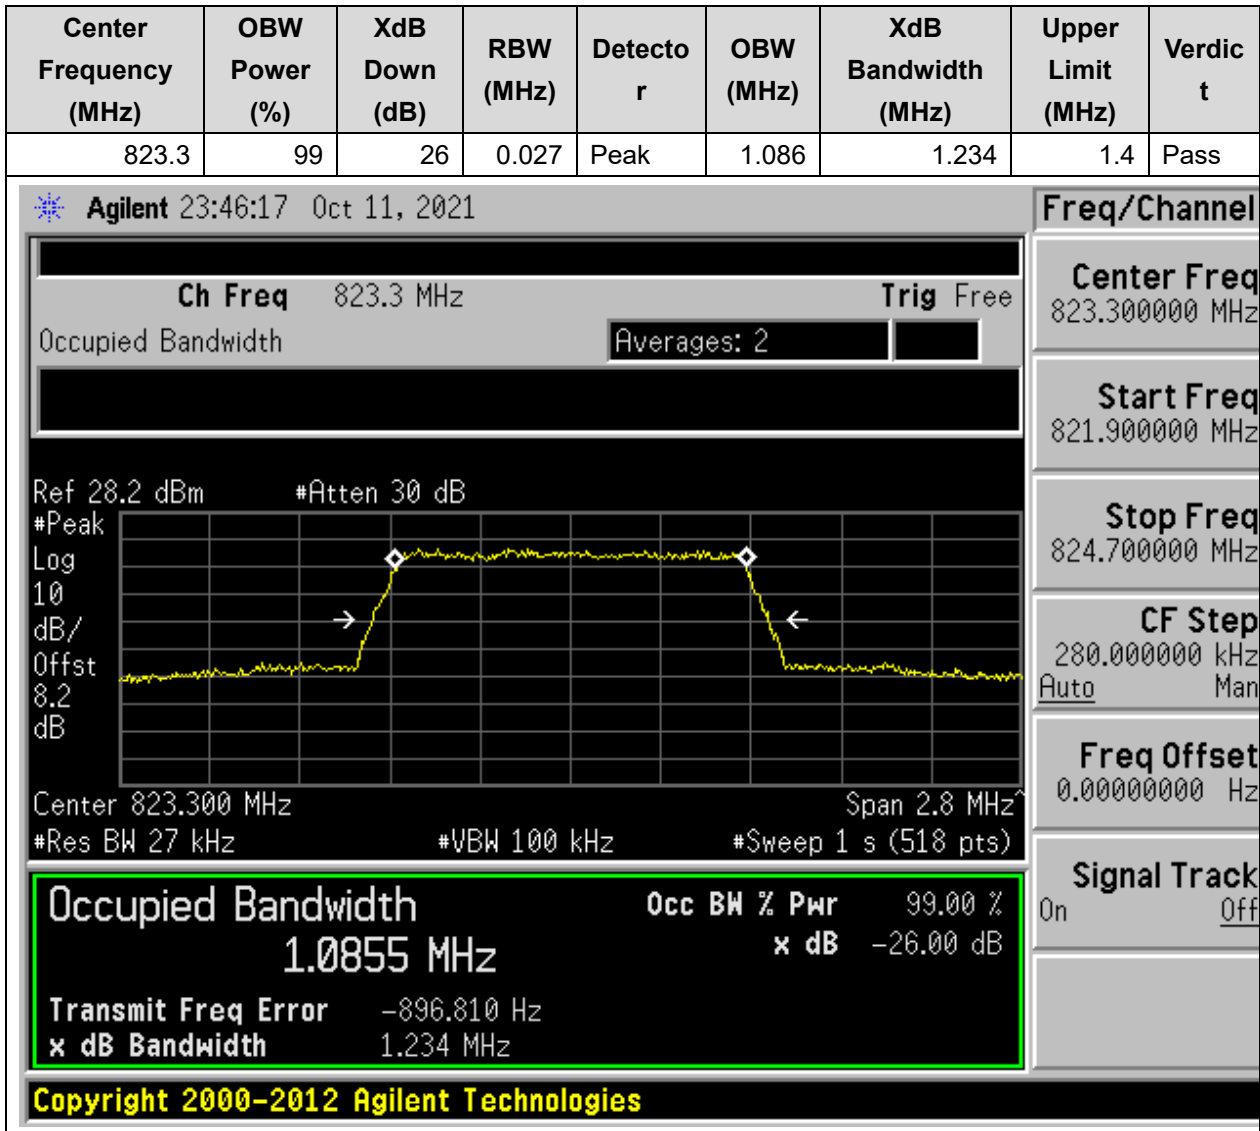 Center Frequency (MHz) OBW Power (%) XdB Down (dB) RBW (MHz) Detecto r OBW (MHz) XdB Bandwidth (MHz) Upper Limit (MHz) Verdic t
823.3 99 26 0.027 Peak 1.086 1.234 1.4 Pass
Agilent 23:46:17 Oct 11, 2021
Freq/Channel
Ch Freq 823.3 MHz Trig Free
Occupied Bandwidth Averages: 2
Center Freq
823.300000 MHz
Start Freq
821.900000 MHz
Stop Freq
824.700000 MHz
CF Step
280.000000 kHz
Auto Man
Freq Offset
0.00000000 Hz
Signal Track
On Off
Ref 28.2 dBm #Atten 30 dB
#Peak
Log
10
dB/
Offst
8.2
dB
Center 823.300 MHz Span 2.8 MHz^
#Res BW 27 kHz #VBW 100 kHz #Sweep 1 s (518 pts)
Occupied Bandwidth Occ BW % Pwr 99.00 %
1.0855 MHz x dB -26.00 dB
Transmit Freq Error -896.810 Hz
x dB Bandwidth 1.234 MHz
Copyright 2000-2012 Agilent Technologies